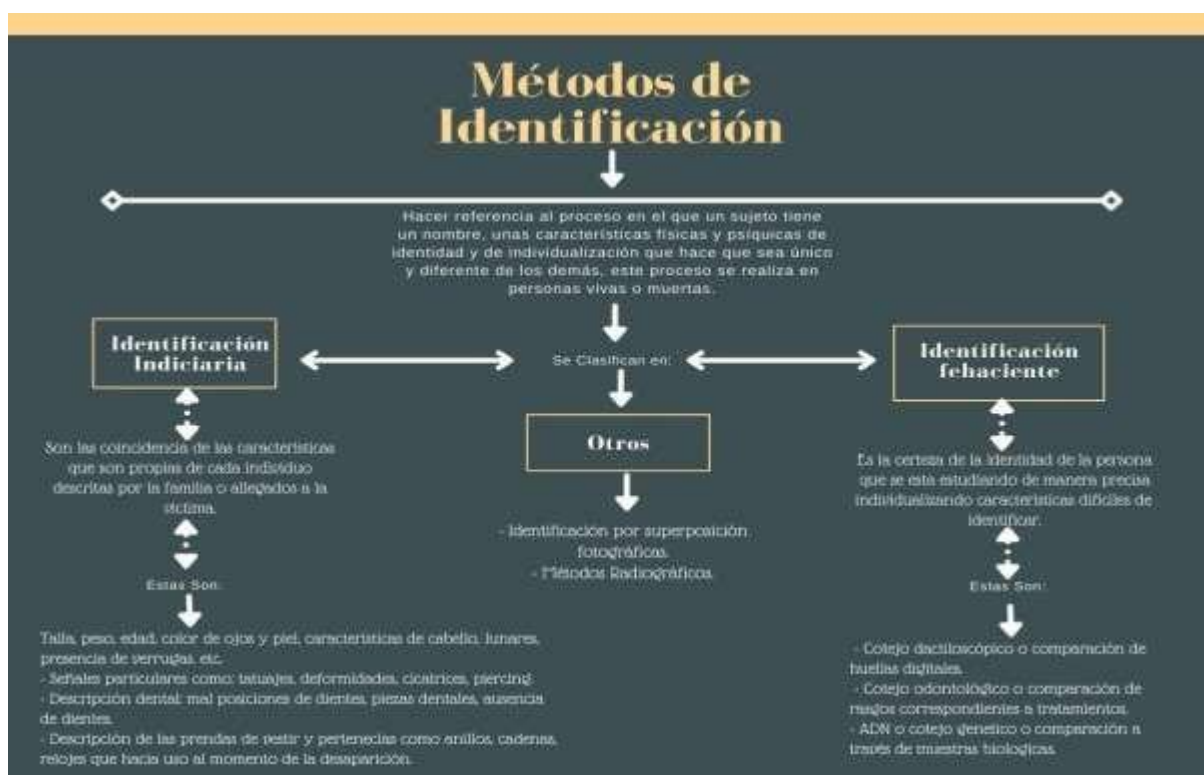 Métodos de
Identificación
Hacer referencia al proceso en el que un sujeto tiene
un nombre, unas características físicas y psíquicas de
identidad y de individualización que hace que sea único
y diferente de los demás, este proceso se realiza en
personas vivas o muertas.
Se Clasifican en:
Identificación
Indiciaria
Son las coincidencia de las características
que son propias de cada individuo
descritas por la familia o allegados a la
víctima.
Estas Son:
Talla, peso, edad, color de ojos y piel, características de cabello, lunares,
presencia de verrugas, etc.
- Señales particulares como: tatuajes, deformidades, cicatrices, piercing.
- Descripción dental: mal posiciones de dientes, piezas dentales, ausencia
de dientes.
- Descripción de las prendas de vestir y pertenecías como anillos, cadenas,
relojes que hacia uso al momento de la desaparición.
Otros
- Identificación por superposición
fotográficas.
- Métodos Radiográficos.
Identificación
fehaciente
Es la certeza de la identidad de la persona
que se esta estudiando de manera precisa
individualizando características difíciles de
identificar.
Estas Son:
- Cotejo dactiloscópico o comparación de
huellas digitales.
- Cotejo odontológico o comparación de
rasgos correspondientes a tratamientos.
- ADN o cotejo genetico o comparación a
través de muestras biologicas.